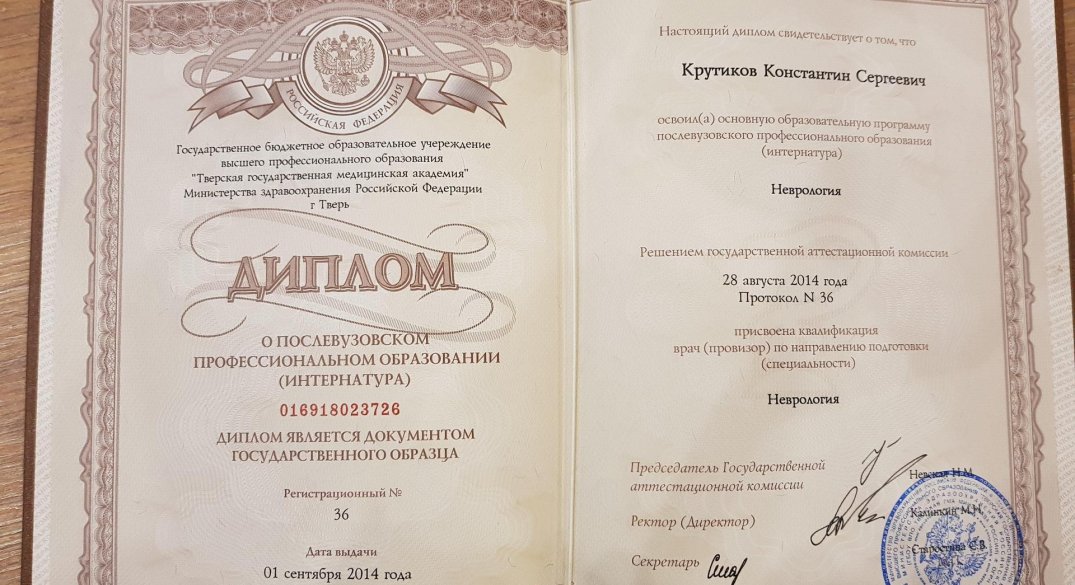 РОССИЙСКАЯ ФЕДЕРАЦИЯ
Государственное бюджетное образовательное учереждение
высшего профессионального образования
"Тверская государственная медицинская академия"
Министерства здравоохранения Российской Федерации
г Тверь
ДИПЛОМ
О ПОСЛЕВУЗОВСКОМ
ПРОФЕССИОНАЛЬНОМ ОБРАЗОВАНИИ
(ИНТЕРНАТУРА)
016918023726
ДИПЛОМ ЯВЛЯЕТСЯ ДОКУМЕНТОМ
ГОСУДАРСТВЕННОГО ОБРАЗЦА
Регистрационный №
36
Дата выдачи
01 сентября 2014 года
Настоящий диплом свидетельствует о том, что
Крутиков Константин Сергеевич
освоил(а) основную образовательную программу
послевузовского профессионального образования
(интернатура)
Неврология
Решением государственной аттестационной комиссии
28 августа 2014 года
Протокол N 36
присвоена квалификация
врач (провизор) по направлению подготовки
(специальности)
Неврология
Председатель Государственной
аттестационной комиссии
Ректор (Директор)
Калинкин М.Н.
Секретарь